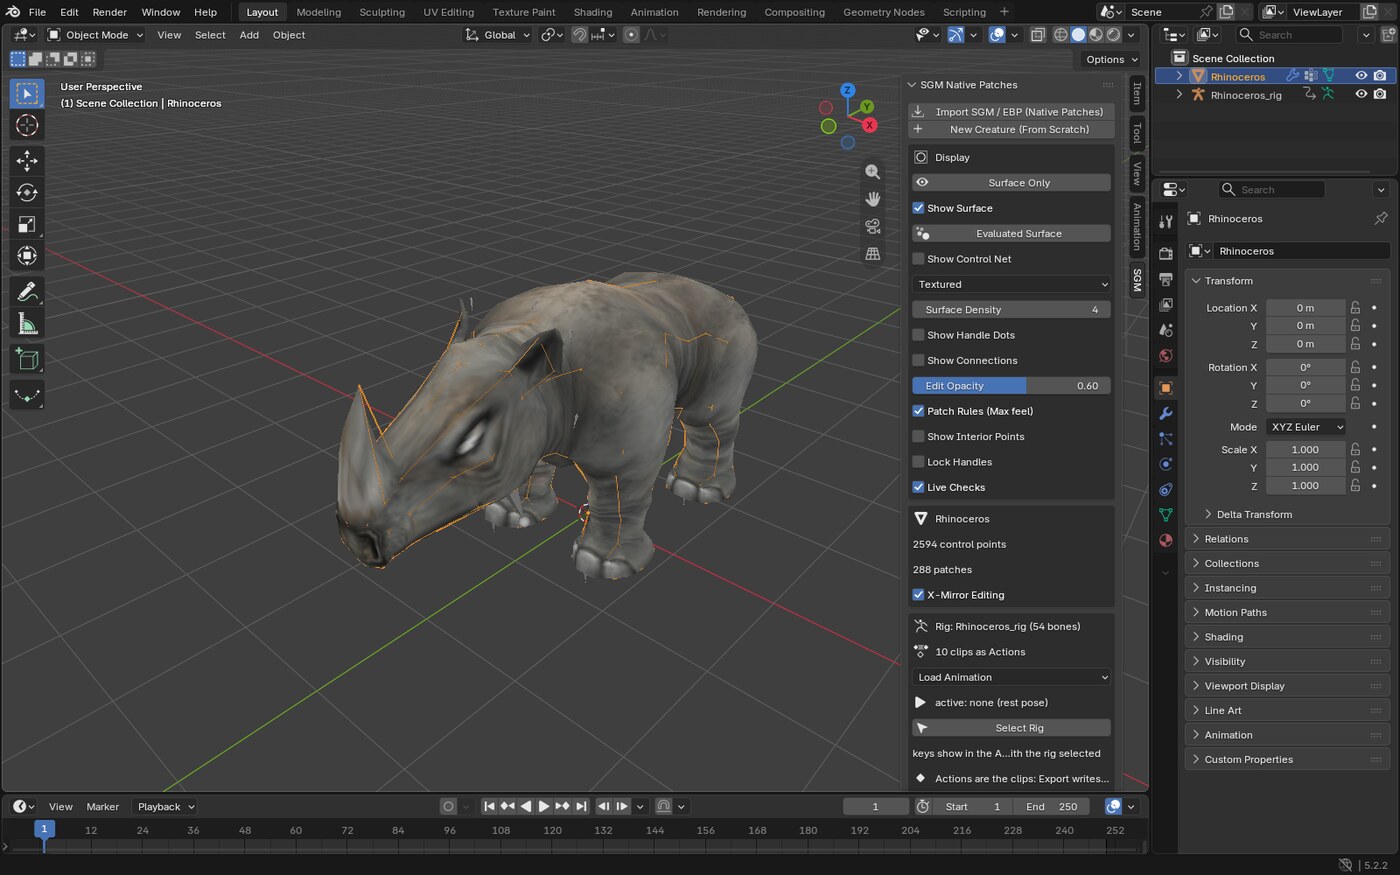 File Edit Render Window Help Layout Modeling Sculpting UV Editing Texture Paint Shading Animation Rendering Compositing Geometry Nodes Scripting + Scene ViewLayer
Object Mode View Select Add Object Global Search
Options
User Perspective
(1) Scene Collection | Rhinoceros
Z
Y
X
SGM Native Patches
Import SGM / EBP (Native Patches)
New Creature (From Scratch)
Display
Surface Only
Show Surface
Evaluated Surface
Show Control Net
Textured
Surface Density 4
Show Handle Dots
Show Connections
Edit Opacity 0.60
Patch Rules (Max feel)
Show Interior Points
Lock Handles
Live Checks
Rhinoceros
2594 control points
288 patches
X-Mirror Editing
Rig: Rhinoceros_rig (54 bones)
10 clips as Actions
Load Animation
active: none (rest pose)
Select Rig
keys show in the A...ith the rig selected
Actions are the clips: Export writes...
Item
Tool
View
Animation
SGM
Scene Collection
Rhinoceros
Rhinoceros_rig
Search
Rhinoceros
Rhinoceros
Transform
Location X 0 m
Y 0 m
Z 0 m
Rotation X 0°
Y 0°
Z 0°
Mode XYZ Euler
Scale X 1.000
Y 1.000
Z 1.000
Delta Transform
Relations
Collections
Instancing
Motion Paths
Shading
Visibility
Viewport Display
Line Art
Animation
Custom Properties
View Marker Playback 1 Start 1 End 250
1 12 24 36 48 60 72 84 96 108 120 132 144 156 168 180 192 204 216 228 240 252
5.2.2